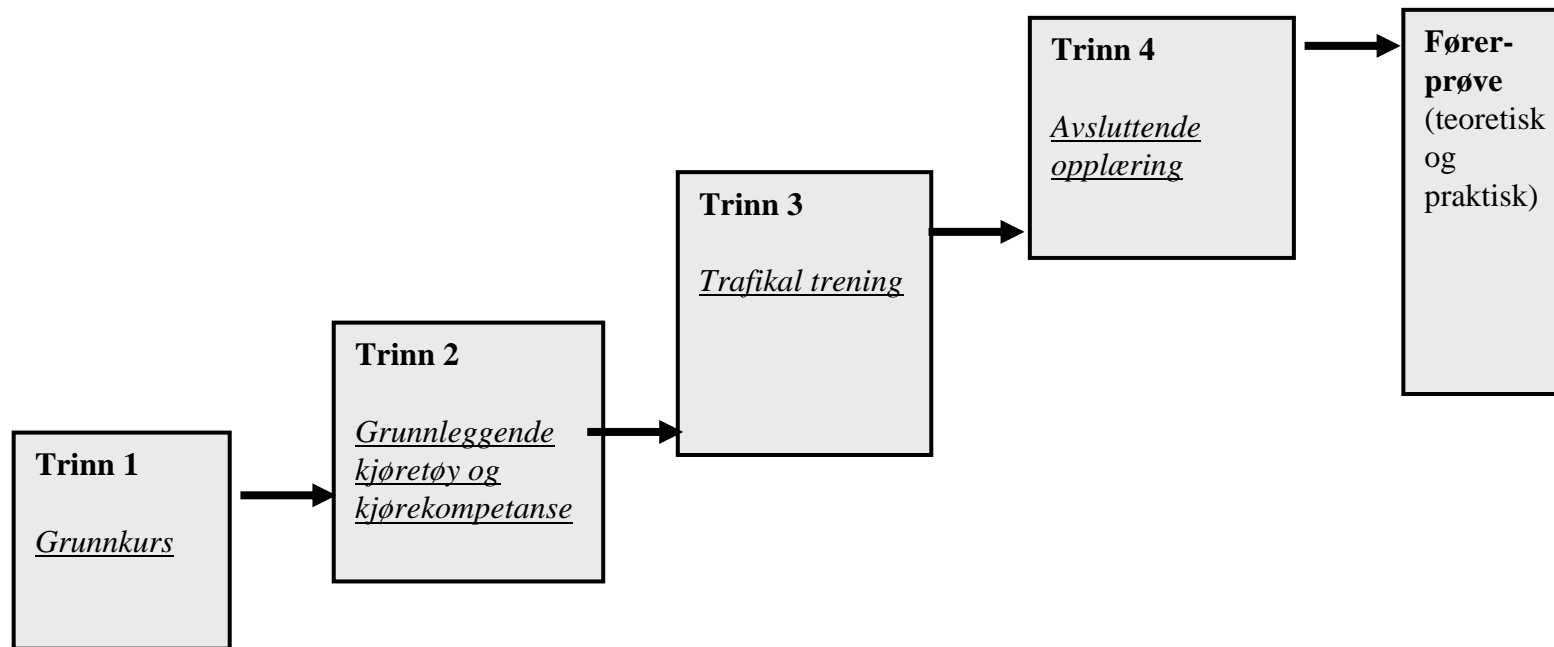 Trinn 1
Grunnkurs
Trinn 2
Grunnleggende
kjøretøy og
kjørekompetanse
Trinn 3
Trafikal trening
Trinn 4
Avsluttende
opplæring
Fører-
prøve
(teoretisk
og
praktisk)